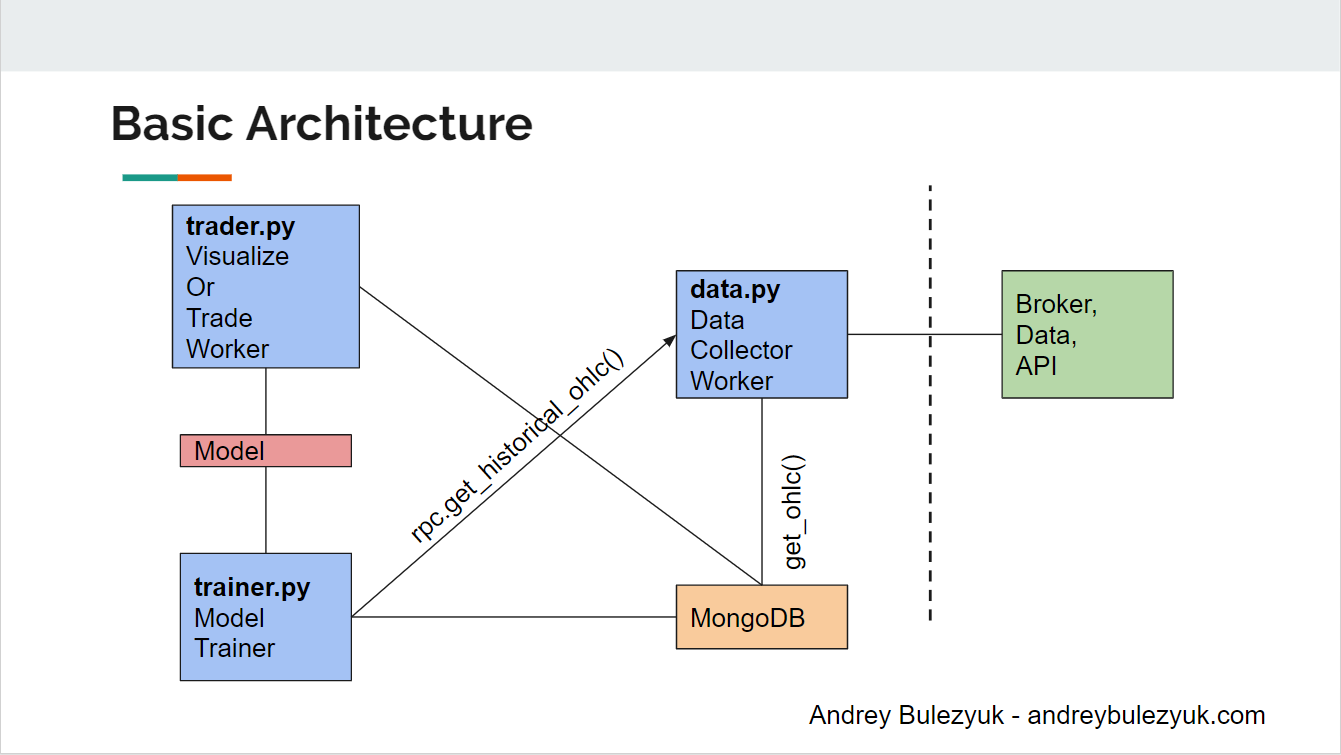 Basic Architecture
trader.py
Visualize
Or
Trade
Worker
Model
trainer.py
Model
Trainer
rpc.get_historical_ohlc()
data.py
Data
Collector
Worker
get_ohlc()
MongoDB
Broker,
Data,
API
Andrey Bulezyuk - andreybulezyuk.com